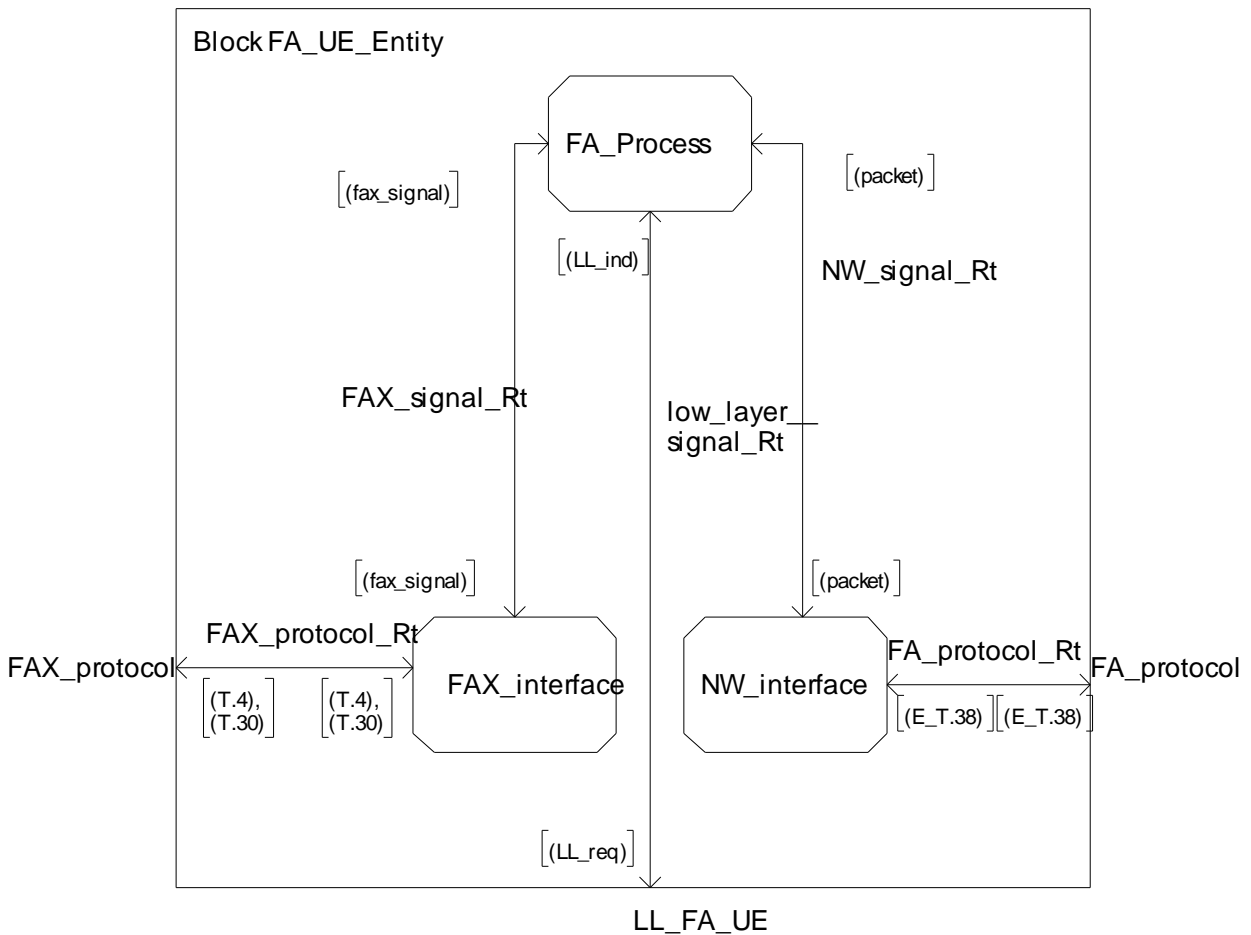 Block FA_UE_Entity
FA_Process
(fax_signal)
(packet)
(LL_ind)
NW_signal_Rt
FAX_signal_Rt
low_layer__
signal_Rt
(fax_signal)
(packet)
FAX_protocol_Rt
FA_protocol_Rt
FAX_protocol
FA_protocol
FAX_interface
NW_interface
(T.4),
(T.30)
(T.4),
(T.30)
(E_T.38)
(E_T.38)
(LL_req)
LL_FA_UE